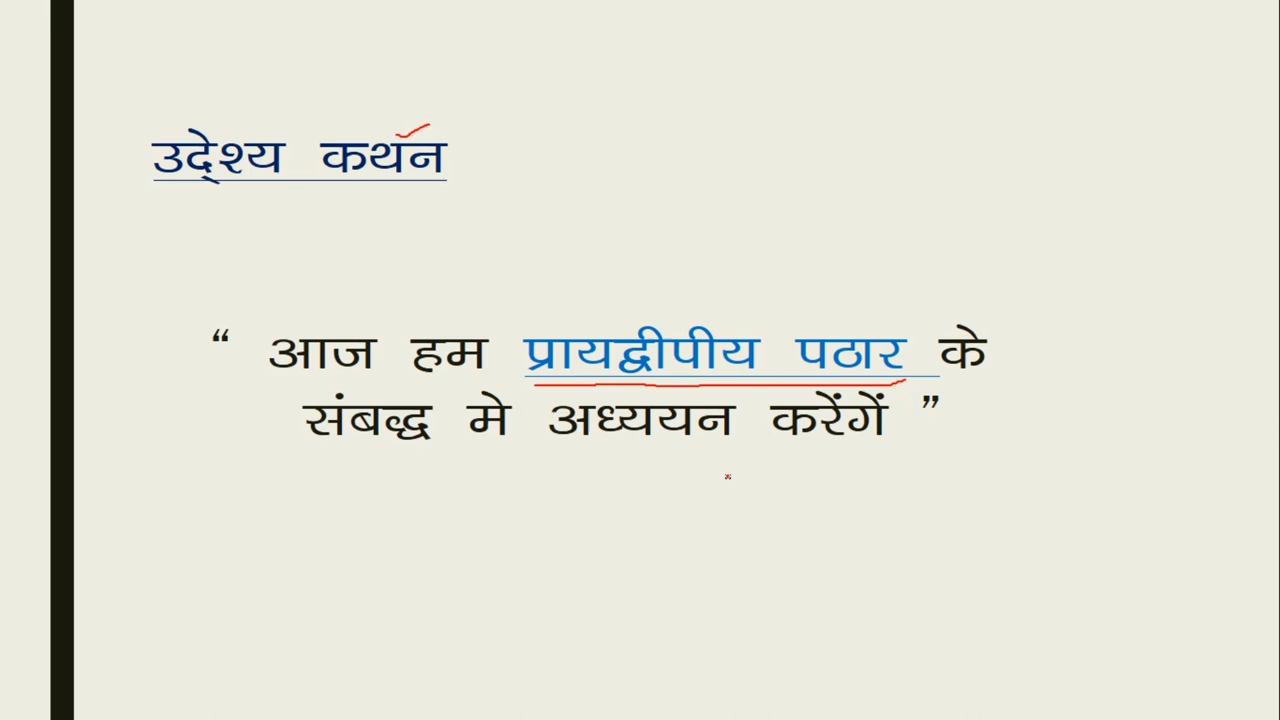 उद्देश्य कथन
“ आज हम प्रायद्वीपीय पठार के
संबद्ध मे अध्ययन करेंगें ”